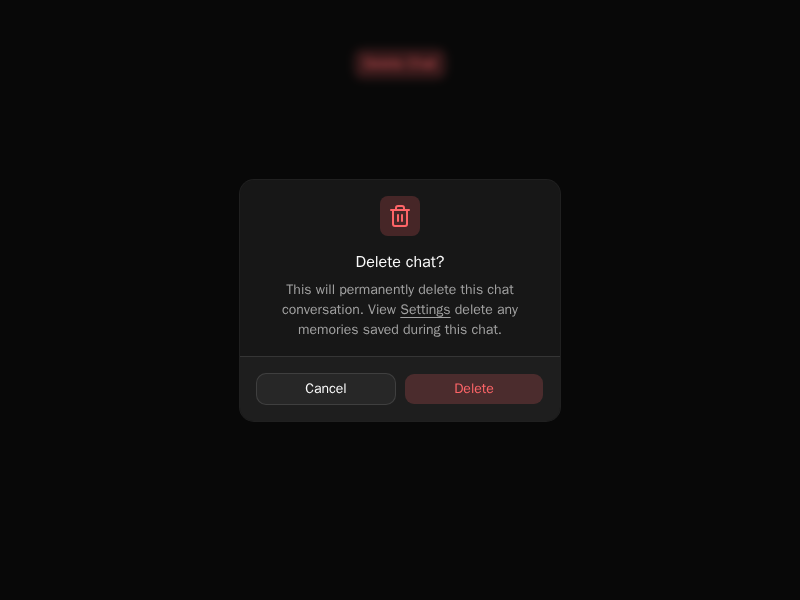 Delete chat?
This will permanently delete this chat
conversation. View Settings delete any
memories saved during this chat.
Cancel
Delete